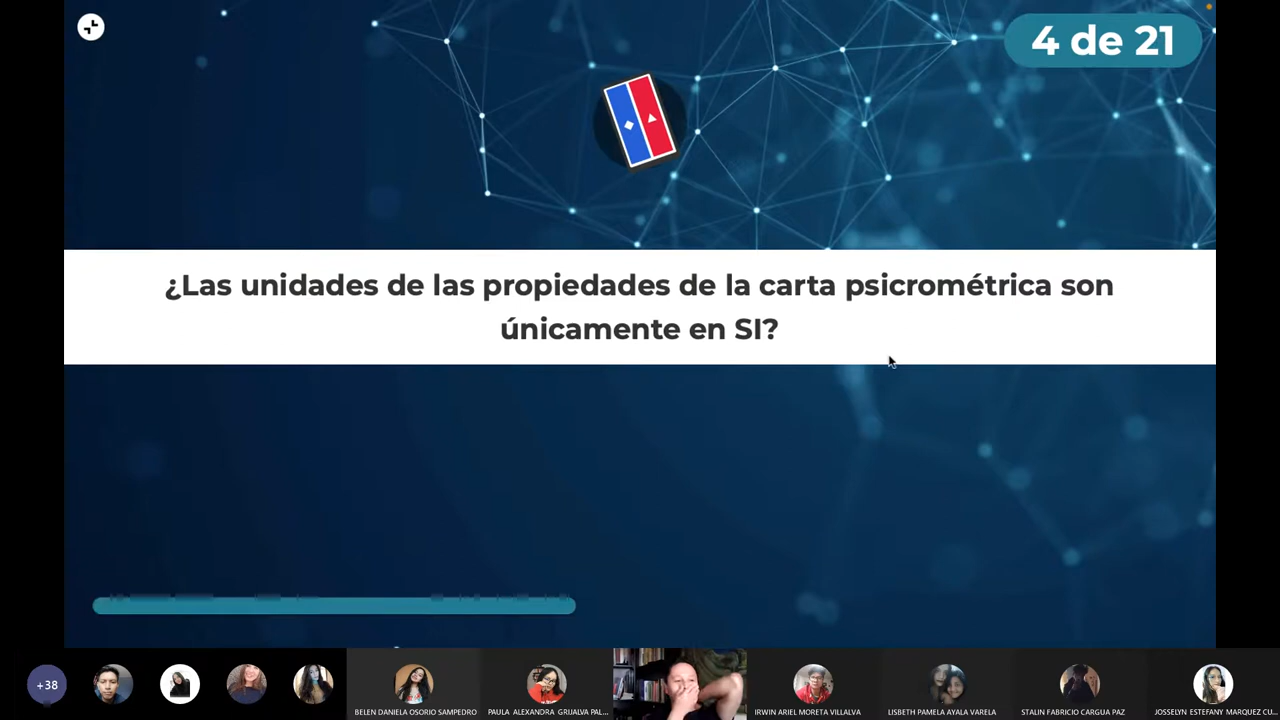 4 de 21
¿Las unidades de las propiedades de la carta psicrométrica son
únicamente en SI?
+38
BELEN DANIELA OSORIO SAMPEDRO
PAULA ALEXANDRA GRIJALVA PAL...
IRWIN ARIEL MORETA VILLALVA
LISBETH PAMELA AYALA VARELA
STALIN FABRICIO CARGUA PAZ
JOSSELYN ESTEFANY MARQUEZ CU...